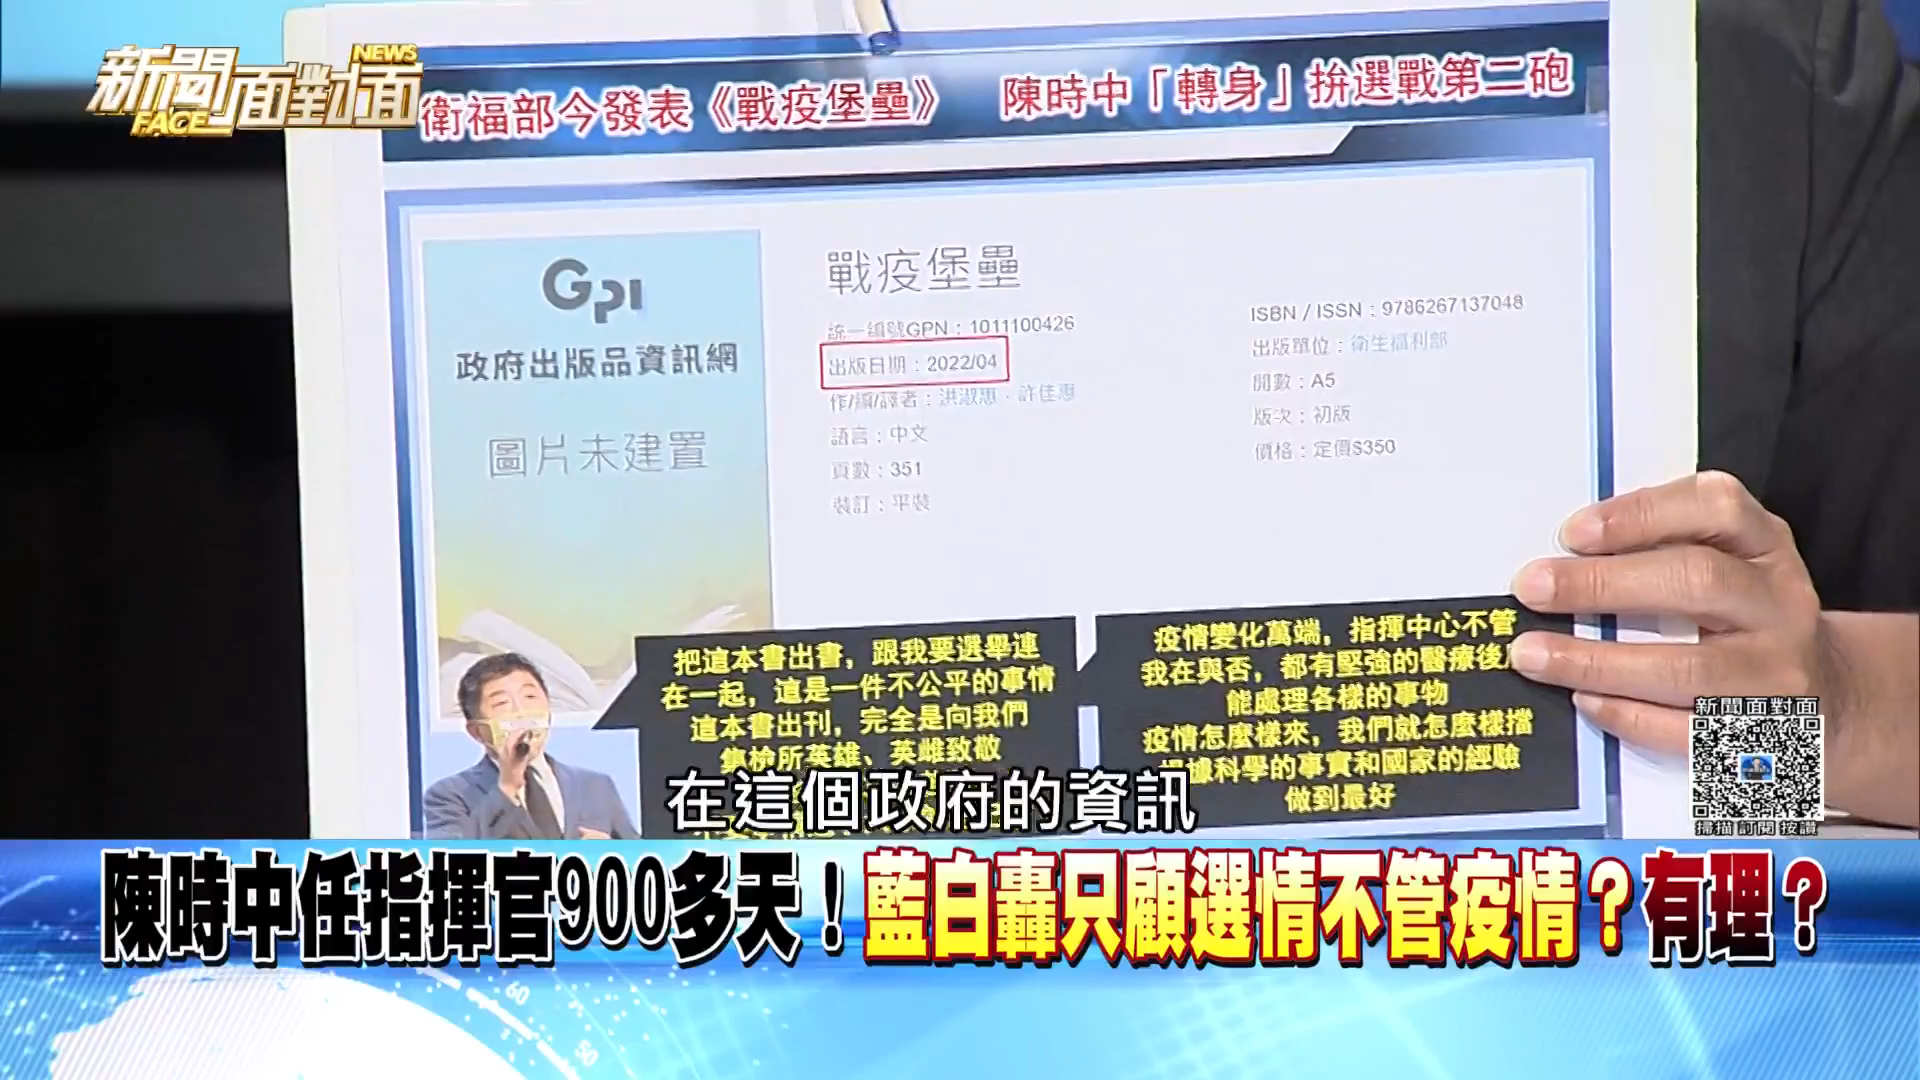 新聞面對面
NEWS
FACE
衛福部今發表《戰疫堡壘》 陳時中「轉身」拚選戰第二砲
Gpi
政府出版品資訊網
圖片未建置
戰疫堡壘
統一編號GPN：1011100426
出版日期：2022/04
作/編/譯者：洪淑惠、許佳惠
語言：中文
頁數：351
裝訂：平裝
ISBN / ISSN：9786267137048
出版單位：衛生福利部
開數：A5
版次：初版
價格：定價$350
把這本書出書，跟我要選舉連
在一起，這是一件不公平的事情
這本書出刊，完全是向我們
集檢所英雄、英雌致敬
疫情變化萬端，指揮中心不管
我在與否，都有堅強的醫療後
能處理各樣的事物
疫情怎麼樣來，我們就怎麼樣擋
根據科學的事實和國家的經驗
做到最好
在這個政府的資訊
新聞面對面
掃描 訂閱 按讚
陳時中任指揮官900多天！藍白轟只顧選情不管疫情？有理？
60
50